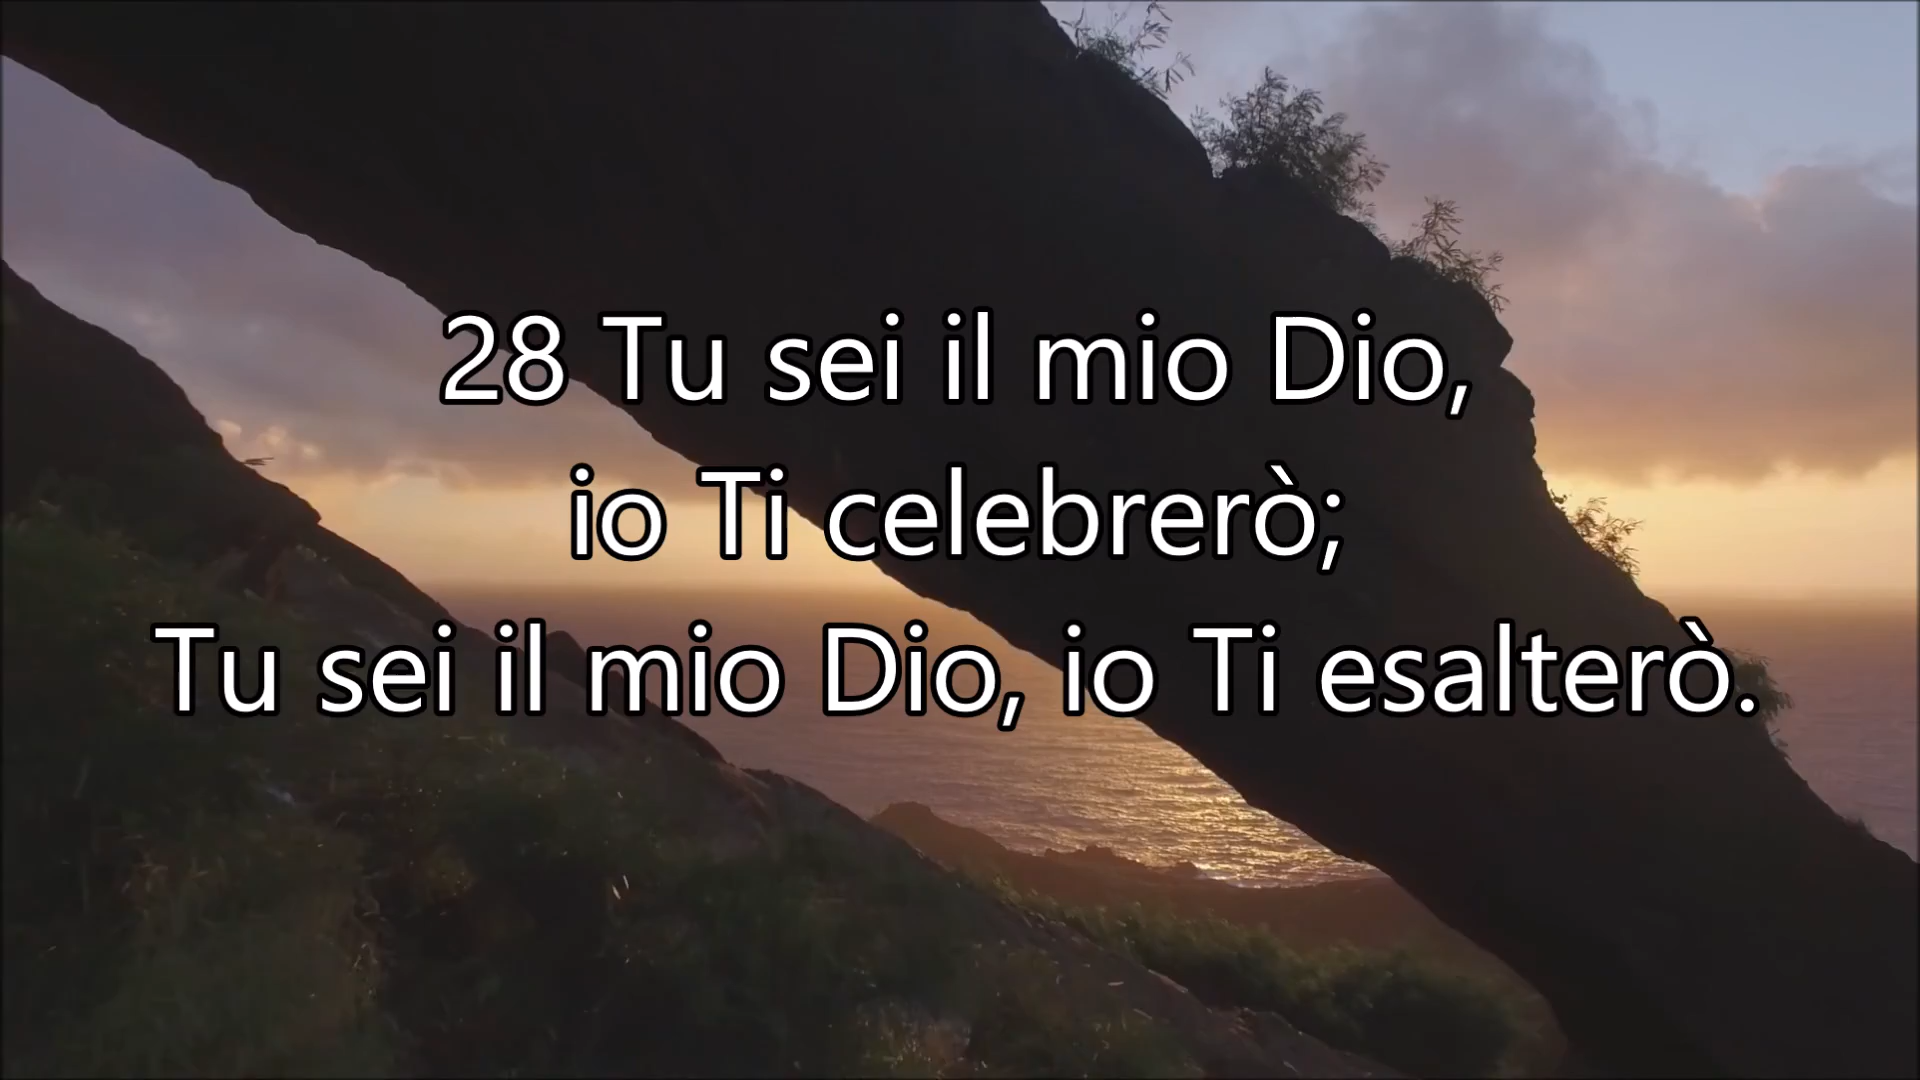 28 Tu sei il mio Dio,
io Ti celebrerò;
Tu sei il mio Dio, io Ti esalterò.